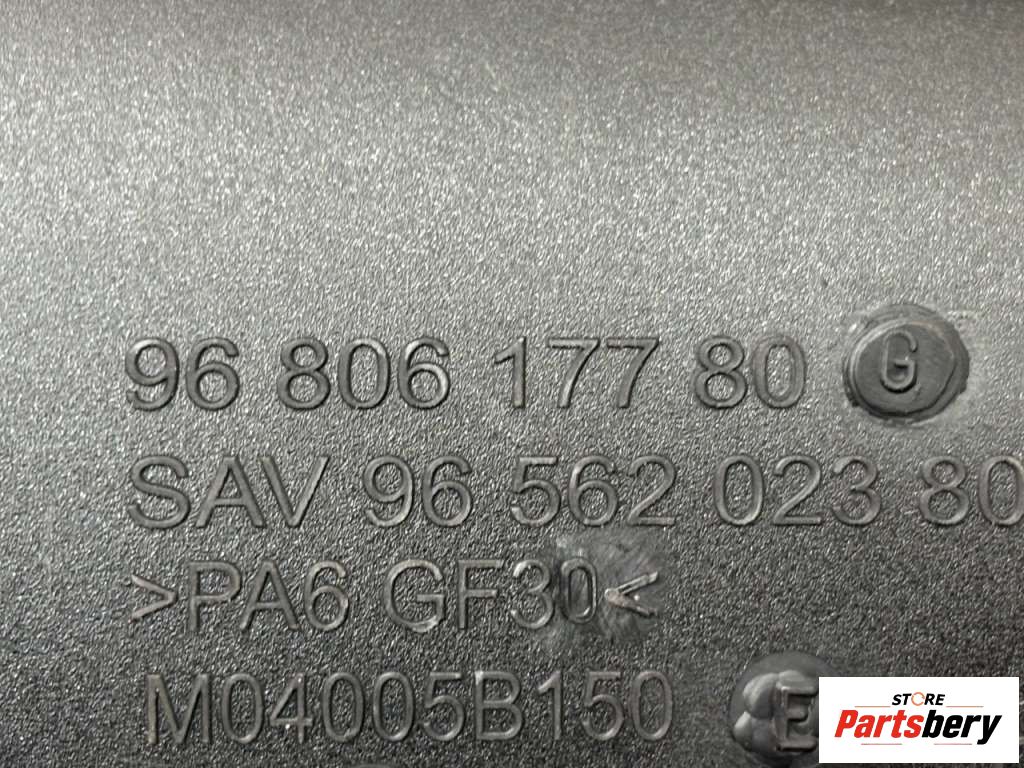 96 806 177 80 G
SAV 96 562 023 80
>PA6 GF30<
M04005B150 E
STORE
Partsbery